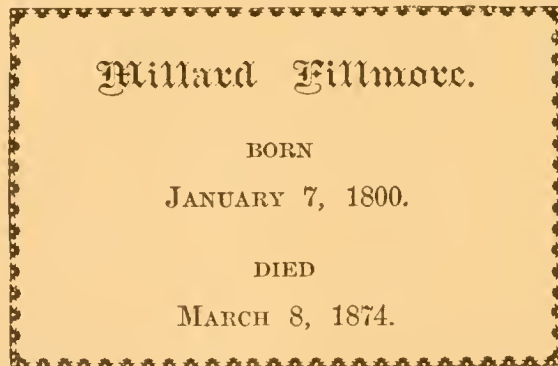 Millard Fillmore.
BORN
JANUARY 7, 1800.
DIED
MARCH 8, 1874.